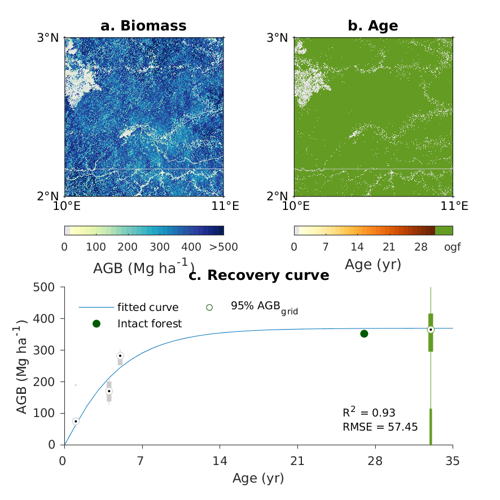 a. Biomass
b. Age
3°N
2°N
10°E
11°E
3°N
2°N
10°E
11°E
0 100 200 300 400 >500
AGB (Mg ha⁻¹)
0 7 14 21 28 ogf
Age (yr)
c. Recovery curve
500
400
300
200
100
0
AGB (Mg ha⁻¹)
fitted curve
95% AGB_grid
Intact forest
R² = 0.93
RMSE = 57.45
0 7 14 21 28 35
Age (yr)